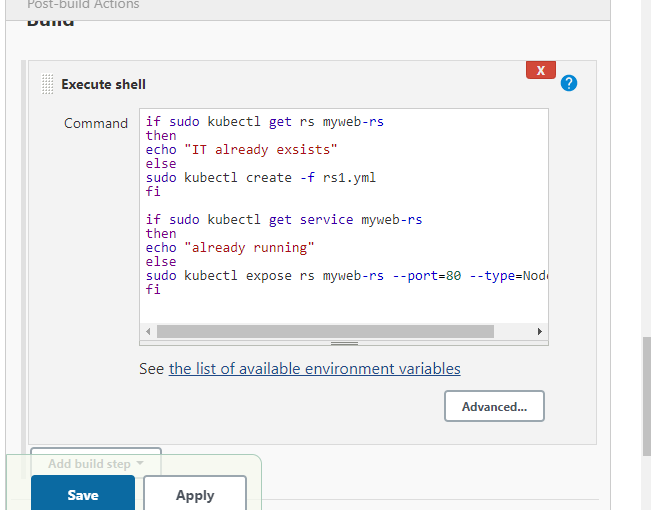 Post-build Actions
Build
X
Execute shell
?
Command
if sudo kubectl get rs myweb-rs
then
echo "IT already exsists"
else
sudo kubectl create -f rs1.yml
fi
if sudo kubectl get service myweb-rs
then
echo "already running"
else
sudo kubectl expose rs myweb-rs --port=80 --type=Node
fi
See the list of available environment variables
Advanced...
Add build step
Save Apply